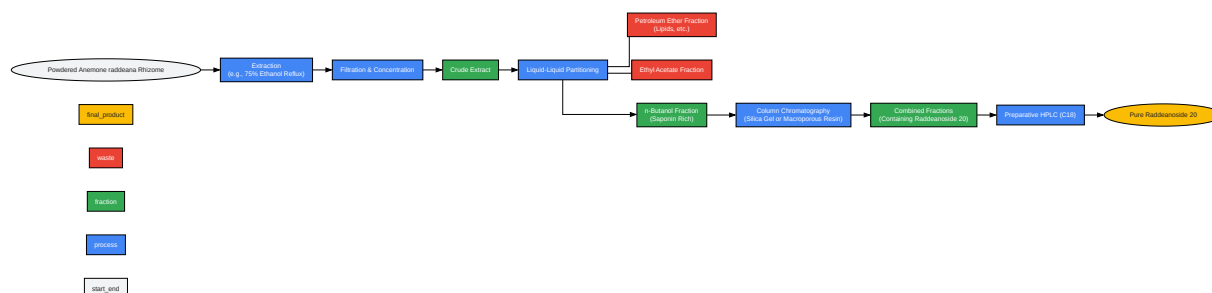 Petroleum Ether Fraction
(Lipids, etc.)
Powdered Anemone raddeana Rhizome
Extraction
(e.g., 75% Ethanol Reflux)
Filtration & Concentration
Crude Extract
Liquid-Liquid Partitioning
Ethyl Acetate Fraction
n-Butanol Fraction
(Saponin Rich)
Column Chromatography
(Silica Gel or Macroporous Resin)
Combined Fractions
(Containing Raddeanoside 20)
Preparative HPLC (C18)
Pure Raddeanoside 20
final_product
waste
fraction
process
start_end